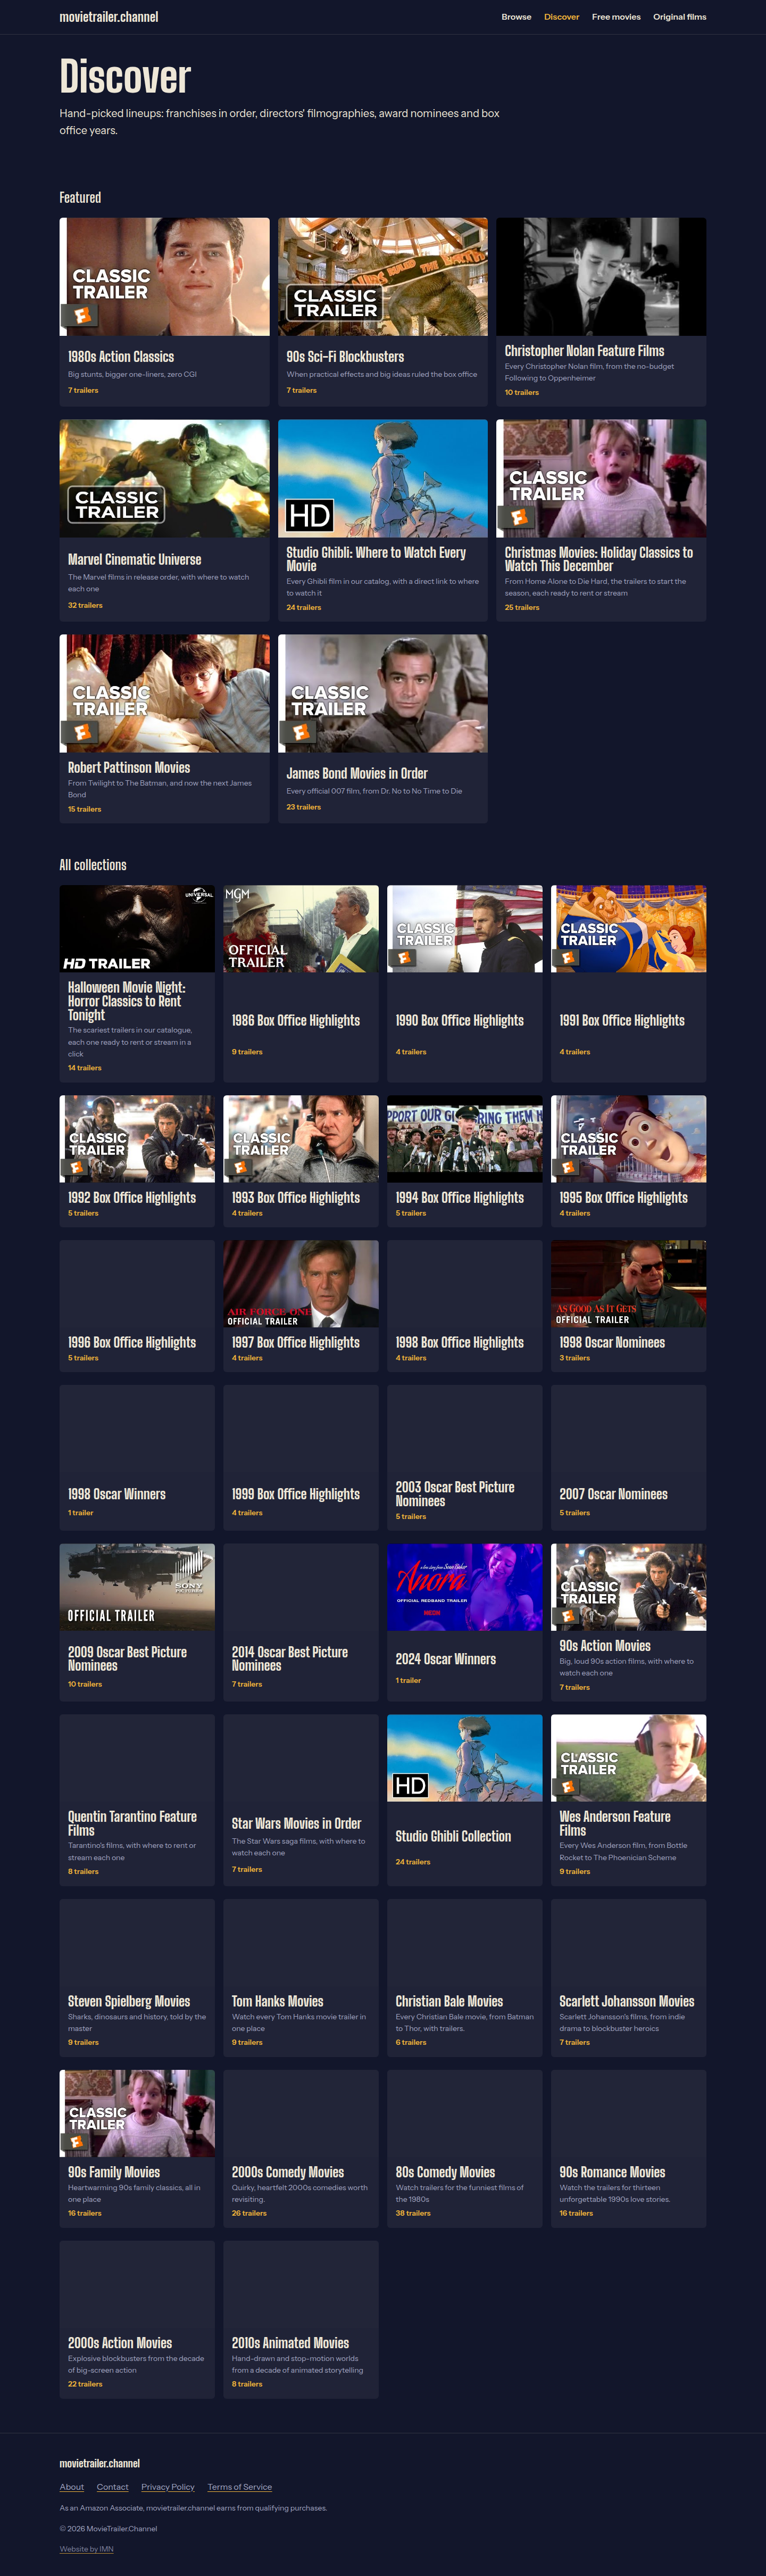 movietrailer.channel
Browse
Discover
Free movies
Original films
Discover
Hand-picked lineups: franchises in order, directors' filmographies, award nominees and box
office years.
Featured
CLASSIC
TRAILER
1980s Action Classics
Big stunts, bigger one-liners, zero CGI
7 trailers
CLASSIC
TRAILER
90s Sci-Fi Blockbusters
When practical effects and big ideas ruled the box office
7 trailers
Christopher Nolan Feature Films
Every Christopher Nolan film, from the no-budget
Following to Oppenheimer
10 trailers
CLASSIC
TRAILER
Marvel Cinematic Universe
The Marvel films in release order, with where to watch
each one
32 trailers
HD
Studio Ghibli: Where to Watch Every
Movie
Every Ghibli film in our catalog, with a direct link to where
to watch it
24 trailers
CLASSIC
TRAILER
Christmas Movies: Holiday Classics to
Watch This December
From Home Alone to Die Hard, the trailers to start the
season, each ready to rent or stream
25 trailers
CLASSIC
TRAILER
Robert Pattinson Movies
From Twilight to The Batman, and now the next James
Bond
15 trailers
CLASSIC
TRAILER
James Bond Movies in Order
Every official 007 film, from Dr. No to No Time to Die
23 trailers
All collections
UNIVERSAL
HD TRAILER
Halloween Movie Night:
Horror Classics to Rent
Tonight
The scariest trailers in our catalogue,
each one ready to rent or stream in a
click
14 trailers
MGM
OFFICIAL
TRAILER
1986 Box Office Highlights
9 trailers
CLASSIC
TRAILER
1990 Box Office Highlights
4 trailers
CLASSIC
TRAILER
1991 Box Office Highlights
4 trailers
CLASSIC
TRAILER
1992 Box Office Highlights
5 trailers
CLASSIC
TRAILER
1993 Box Office Highlights
4 trailers
1994 Box Office Highlights
5 trailers
CLASSIC
TRAILER
1995 Box Office Highlights
4 trailers
1996 Box Office Highlights
5 trailers
AIR FORCE ONE
OFFICIAL TRAILER
1997 Box Office Highlights
4 trailers
1998 Box Office Highlights
4 trailers
AS GOOD AS IT GETS
OFFICIAL TRAILER
1998 Oscar Nominees
3 trailers
1998 Oscar Winners
1 trailer
1999 Box Office Highlights
4 trailers
2003 Oscar Best Picture
Nominees
5 trailers
2007 Oscar Nominees
5 trailers
SONY
OFFICIAL TRAILER
2009 Oscar Best Picture
Nominees
10 trailers
2014 Oscar Best Picture
Nominees
7 trailers
Anora
OFFICIAL REDBAND TRAILER
2024 Oscar Winners
1 trailer
CLASSIC
TRAILER
90s Action Movies
Big, loud 90s action films, with where to
watch each one
7 trailers
Quentin Tarantino Feature
Films
Tarantino's films, with where to rent or
stream each one
8 trailers
Star Wars Movies in Order
The Star Wars saga films, with where to
watch each one
7 trailers
HD
Studio Ghibli Collection
24 trailers
CLASSIC
TRAILER
Wes Anderson Feature
Films
Every Wes Anderson film, from Bottle
Rocket to The Phoenician Scheme
9 trailers
Steven Spielberg Movies
Sharks, dinosaurs and history, told by the
master
9 trailers
Tom Hanks Movies
Watch every Tom Hanks movie trailer in
one place
9 trailers
Christian Bale Movies
Every Christian Bale movie, from Batman
to Thor, with trailers.
6 trailers
Scarlett Johansson Movies
Scarlett Johansson's films, from indie
drama to blockbuster heroics
7 trailers
CLASSIC
TRAILER
90s Family Movies
Heartwarming 90s family classics, all in
one place
16 trailers
2000s Comedy Movies
Quirky, heartfelt 2000s comedies worth
revisiting.
26 trailers
80s Comedy Movies
Watch trailers for the funniest films of
the 1980s
38 trailers
90s Romance Movies
Watch the trailers for thirteen
unforgettable 1990s love stories.
16 trailers
2000s Action Movies
Explosive blockbusters from the decade
of big-screen action
22 trailers
2010s Animated Movies
Hand-drawn and stop-motion worlds
from a decade of animated storytelling
8 trailers
movietrailer.channel
About
Contact
Privacy Policy
Terms of Service
As an Amazon Associate, movietrailer.channel earns from qualifying purchases.
© 2026 MovieTrailer.Channel
Website by IMN